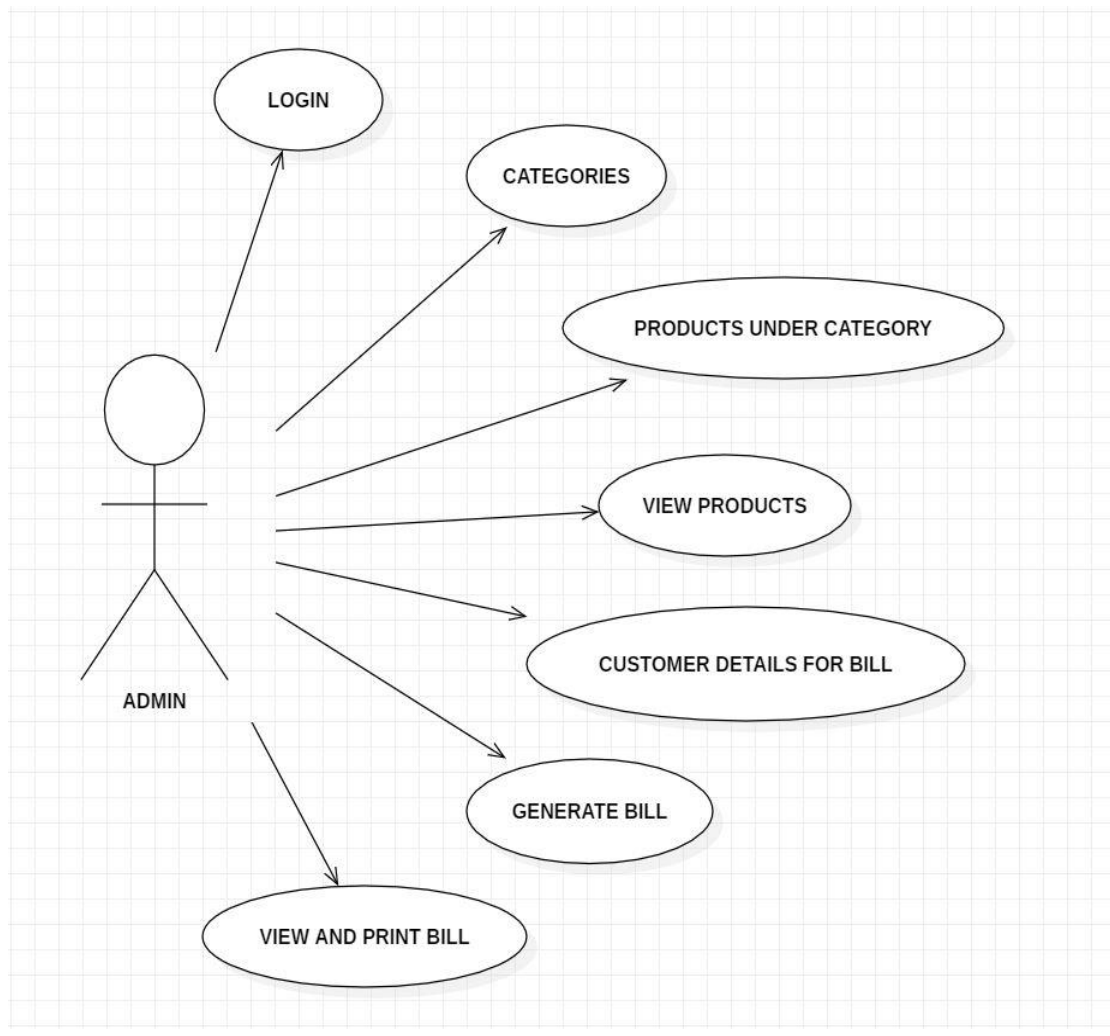 LOGIN
CATEGORIES
PRODUCTS UNDER CATEGORY
VIEW PRODUCTS
CUSTOMER DETAILS FOR BILL
ADMIN
GENERATE BILL
VIEW AND PRINT BILL